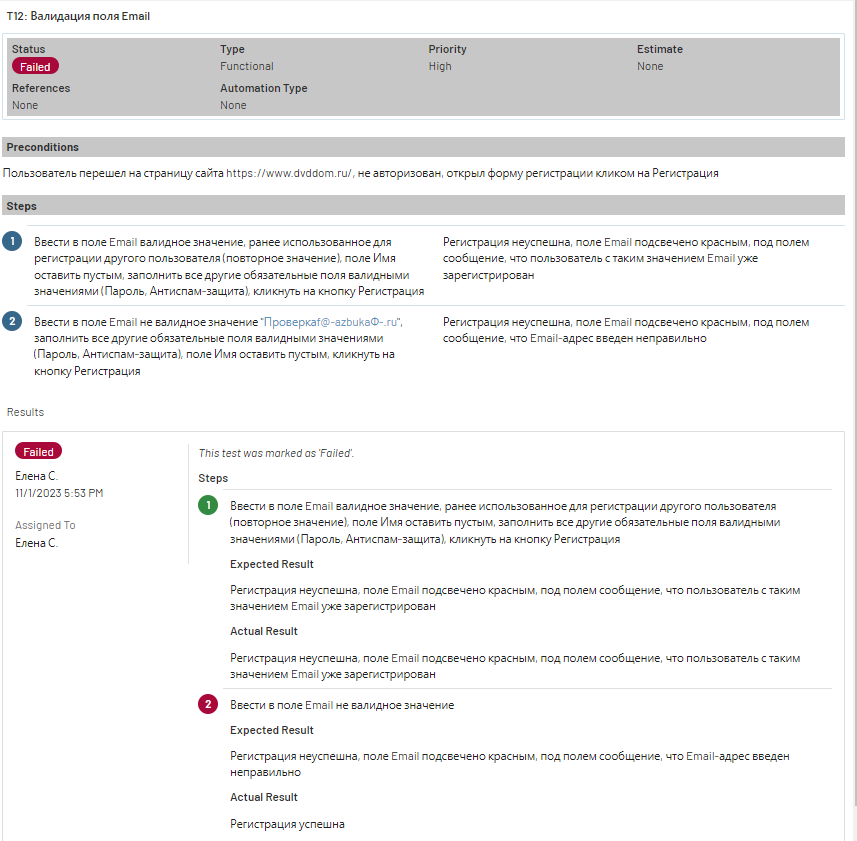 T12: Валидация поля Email
Status Type Priority Estimate
Failed Functional High None
References Automation Type
None None
Preconditions
Пользователь перешел на страницу сайта https://www.dvddom.ru/, не авторизован, открыл форму регистрации кликом на Регистрация
Steps
1
Ввести в поле Email валидное значение, ранее использованное для
регистрации другого пользователя (повторное значение), поле Имя
оставить пустым, заполнить все другие обязательные поля валидными
значениями (Пароль, Антиспам-защита), кликнуть на кнопку Регистрация
Регистрация неуспешна, поле Email подсвечено красным, под полем
сообщение, что пользователь с таким значением Email уже
зарегистрирован
2
Ввести в поле Email не валидное значение "Проверкаf@-azbukaФ-.ru",
заполнить все другие обязательные поля валидными значениями
(Пароль, Антиспам-защита), поле Имя оставить пустым, кликнуть на
кнопку Регистрация
Регистрация неуспешна, поле Email подсвечено красным, под полем
сообщение, что Email-адрес введен неправильно
Results
Failed
Елена С.
11/1/2023 5:53 PM
Assigned To
Елена С.
This test was marked as 'Failed'.
Steps
1
Ввести в поле Email валидное значение, ранее использованное для регистрации другого пользователя
(повторное значение), поле Имя оставить пустым, заполнить все другие обязательные поля валидными
значениями (Пароль, Антиспам-защита), кликнуть на кнопку Регистрация
Expected Result
Регистрация неуспешна, поле Email подсвечено красным, под полем сообщение, что пользователь с таким
значением Email уже зарегистрирован
Actual Result
Регистрация неуспешна, поле Email подсвечено красным, под полем сообщение, что пользователь с таким
значением Email уже зарегистрирован
2
Ввести в поле Email не валидное значение
Expected Result
Регистрация неуспешна, поле Email подсвечено красным, под полем сообщение, что Email-адрес введен
неправильно
Actual Result
Регистрация успешна